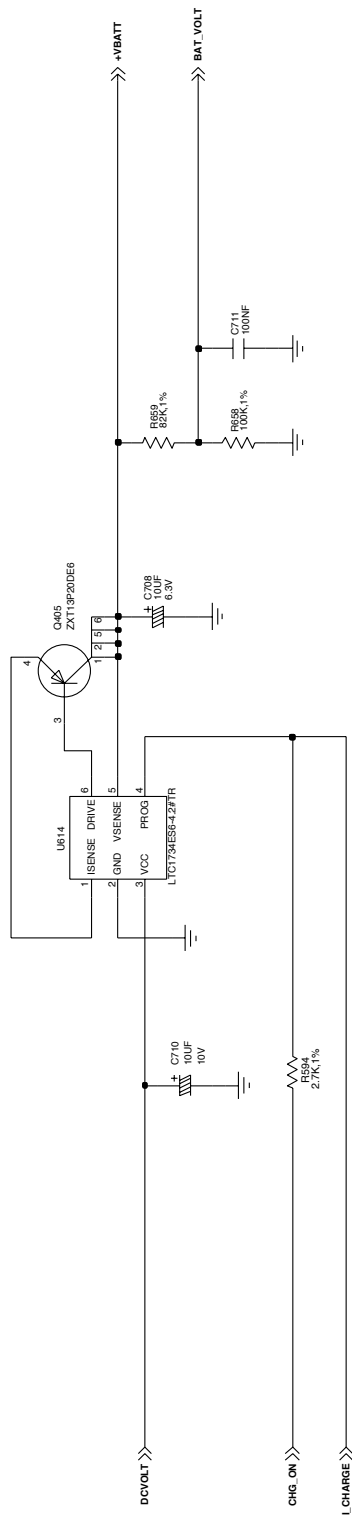 DCVOLT
CHG_ON
I_CHARGE
C710
10UF
10V
+
R594
2.7K,1%
U614
1
ISENSE
DRIVE
6
2
GND
VSENSE
5
3
VCC
PROG
4
LTC1734ES6-4.2#TR
Q405
ZXT13P20DE6
3
4
1
2
5
6
+
C708
10UF
6.3V
R659
82K,1%
R658
100K,1%
C711
100NF
+VBATT
BAT_VOLT